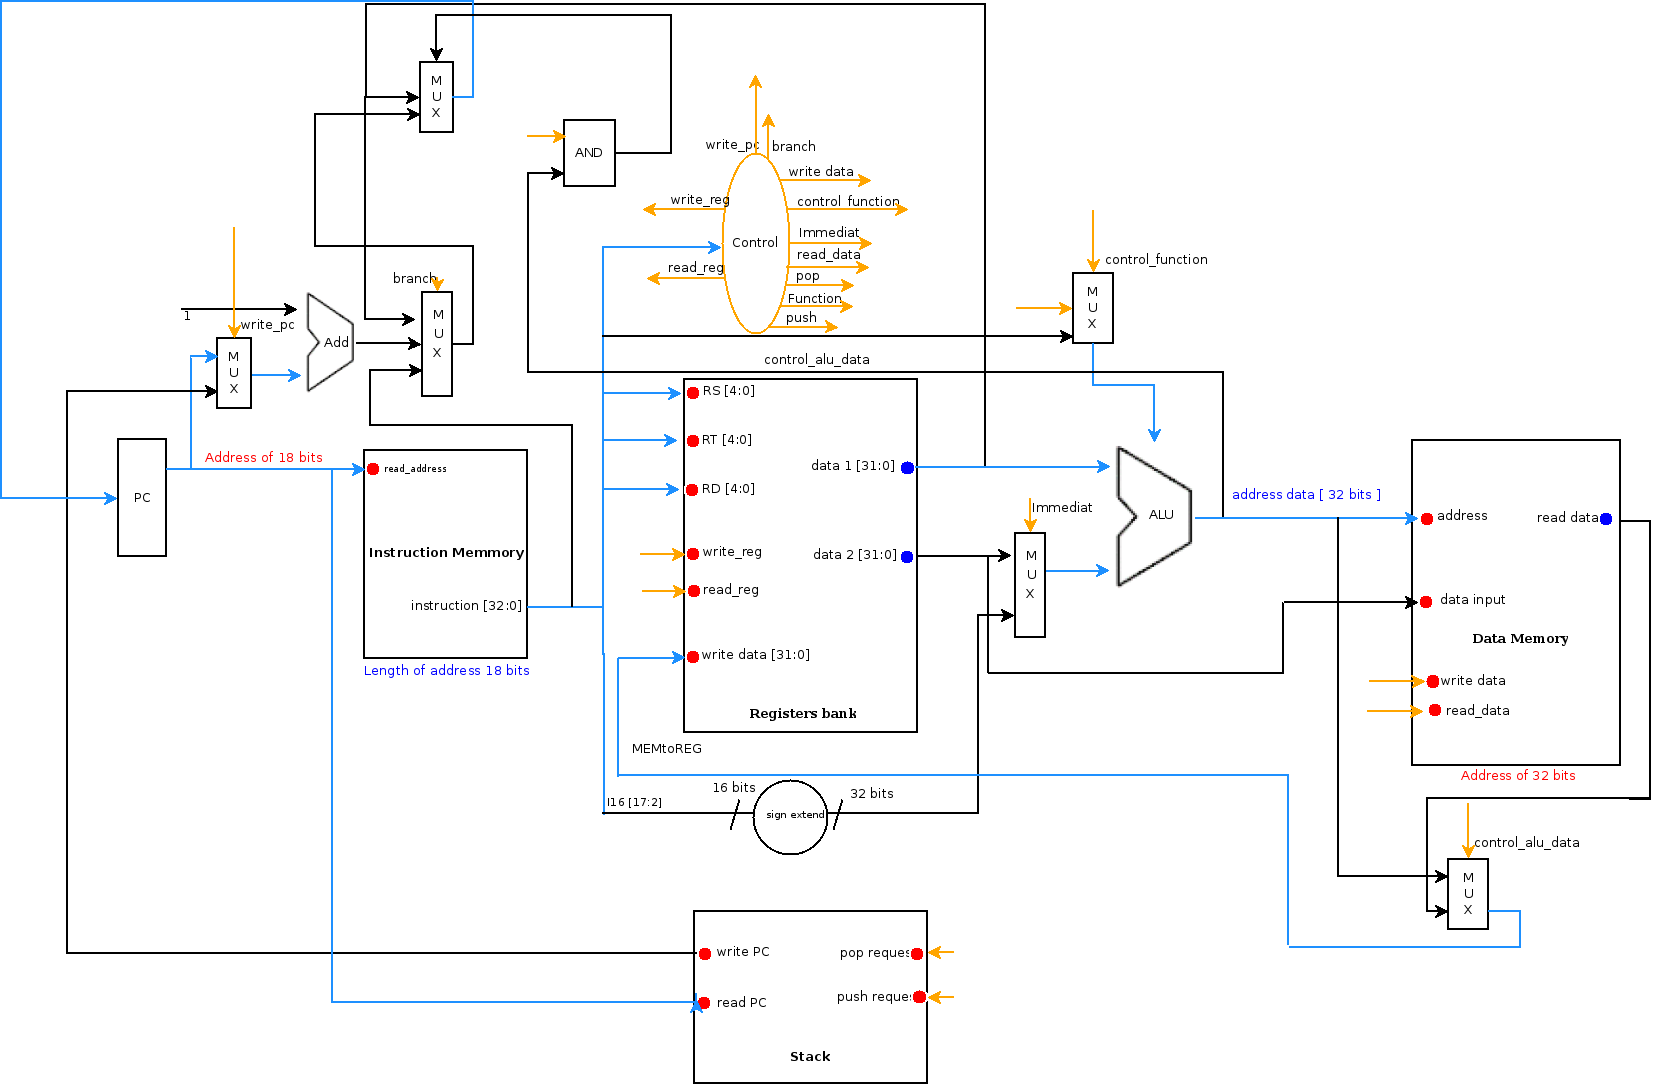 M
U
X
AND
write_pc
branch
write data
write_reg
control_function
Control
Immediat
read_data
read_reg
pop
Function
push
control_function
M
U
X
branch
M
U
X
1
write_pc
Add
M
U
X
control_alu_data
RS [4:0]
RT [4:0]
RD [4:0]
write_reg
read_reg
write data [31:0]
data 1 [31:0]
data 2 [31:0]
Registers bank
PC
Address of 18 bits
read_address
Instruction Memmory
instruction [32:0]
Length of address 18 bits
Immediat
M
U
X
ALU
address data [ 32 bits ]
address
read data
data input
Data Memory
write data
read_data
Address of 32 bits
MEMtoREG
I16 [17:2]
16 bits
sign extend
32 bits
control_alu_data
M
U
X
write PC
pop reques
read PC
push reques
Stack